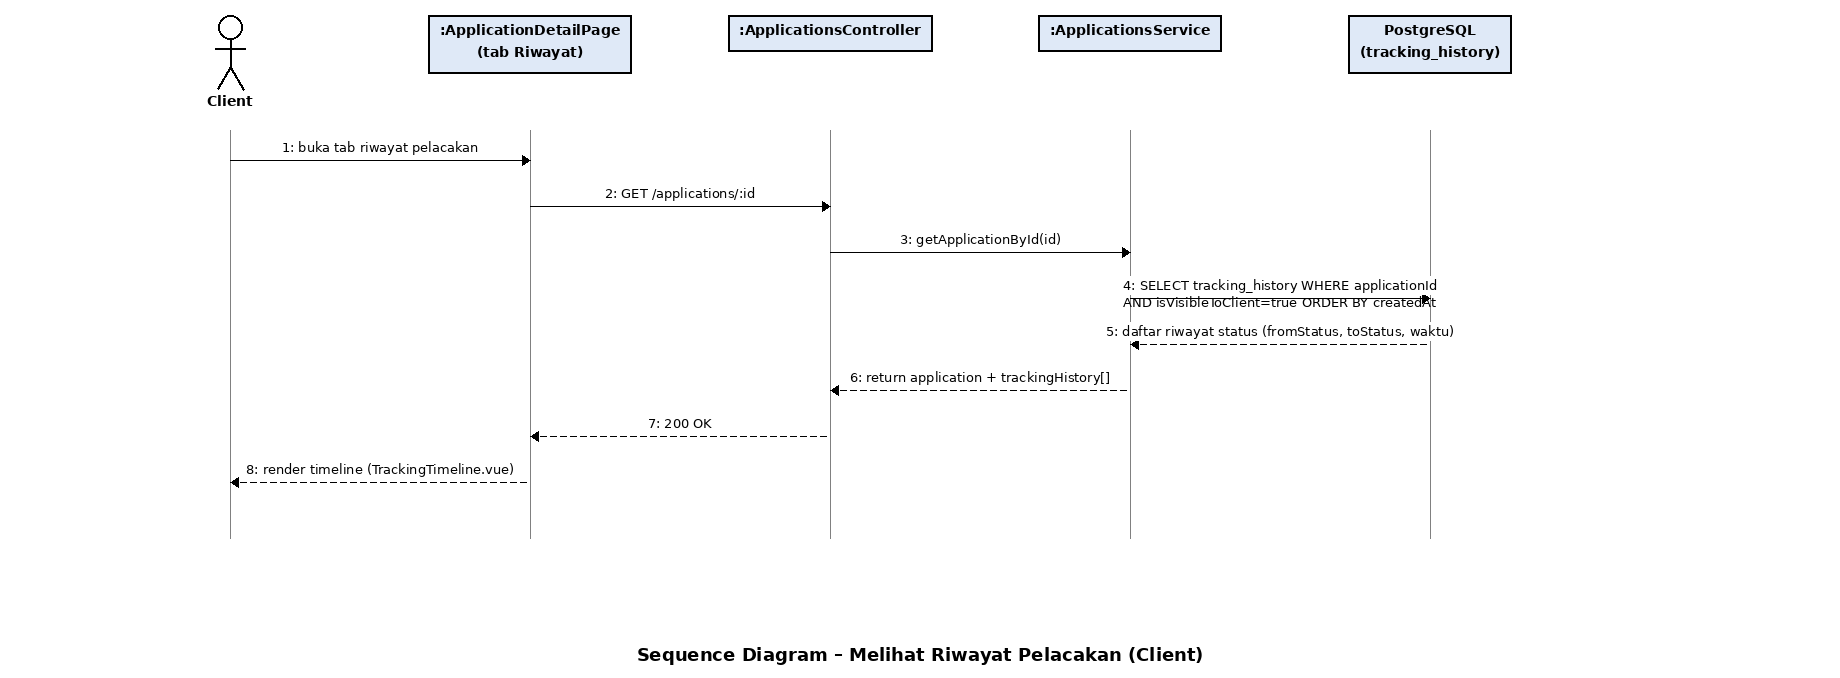 Client
:ApplicationDetailPage
(tab Riwayat)
:ApplicationsController
:ApplicationsService
PostgreSQL
(tracking_history)
1: buka tab riwayat pelacakan
2: GET /applications/:id
3: getApplicationById(id)
4: SELECT tracking_history WHERE applicationId
AND isVisibleToClient=true ORDER BY createdAt
5: daftar riwayat status (fromStatus, toStatus, waktu)
6: return application + trackingHistory[]
7: 200 OK
8: render timeline (TrackingTimeline.vue)
Sequence Diagram – Melihat Riwayat Pelacakan (Client)